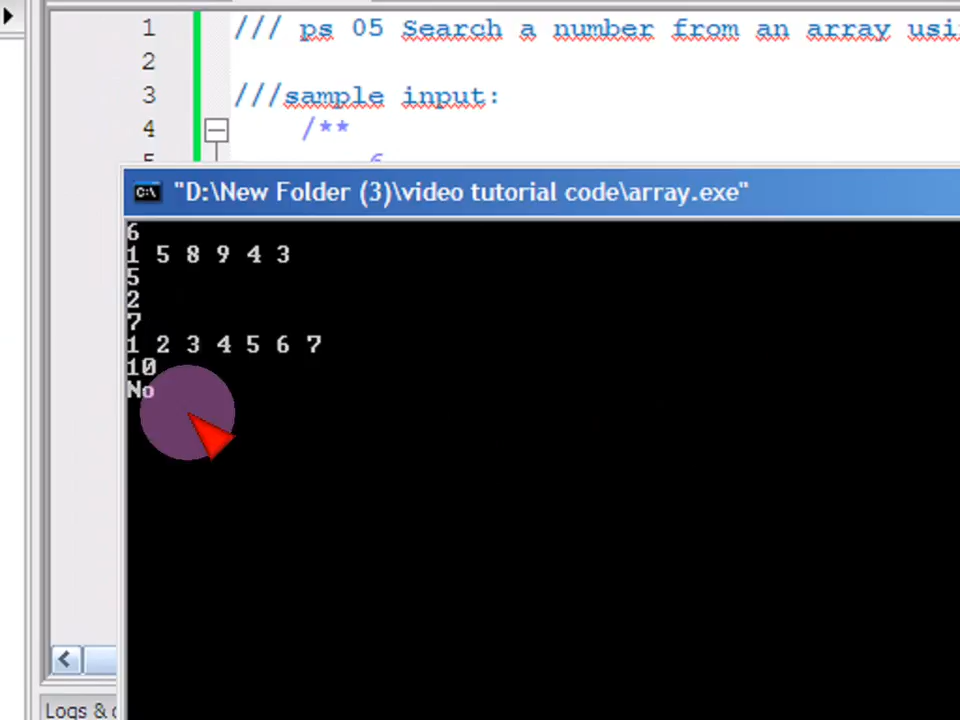 1 /// ps 05 Search a number from an array usi
2
3 ///sample input:
4 /**
5 6
"D:\New Folder (3)\video tutorial code\array.exe"
6
1 5 8 9 4 3
5
2
7
1 2 3 4 5 6 7
10
No
Logs &